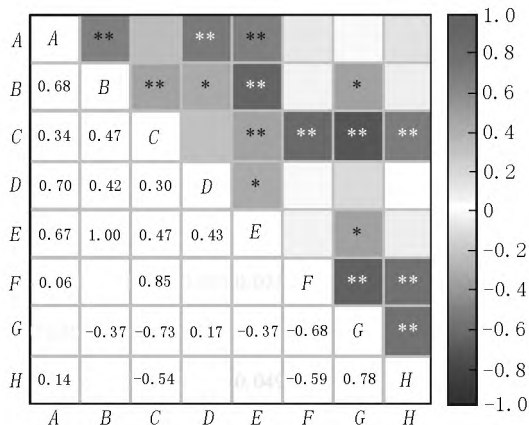 A A ** ** ** 1.0
0.8
B 0.68 B ** * ** * 0.6
C 0.34 0.47 C ** ** ** ** 0.4
0.2
D 0.70 0.42 0.30 D * 0
E 0.67 1.00 0.47 0.43 E * -0.2
F 0.06 0.85 F ** ** -0.4
-0.6
G -0.37 -0.73 0.17 -0.37 -0.68 G ** -0.8
H 0.14 -0.54 -0.59 0.78 H
-1.0
A B C D E F G H